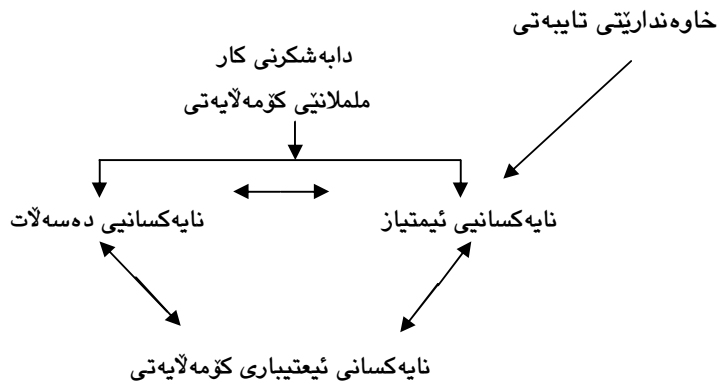 خاوەندارێتی تایبەتی
دابەشکرنی کار
ململانێی کۆمەڵایەتی
نایەکسانیی ئیمتیاز
نایەکسانیی دەسەڵات
نایەکسانی ئیعتیباری کۆمەڵایەتی